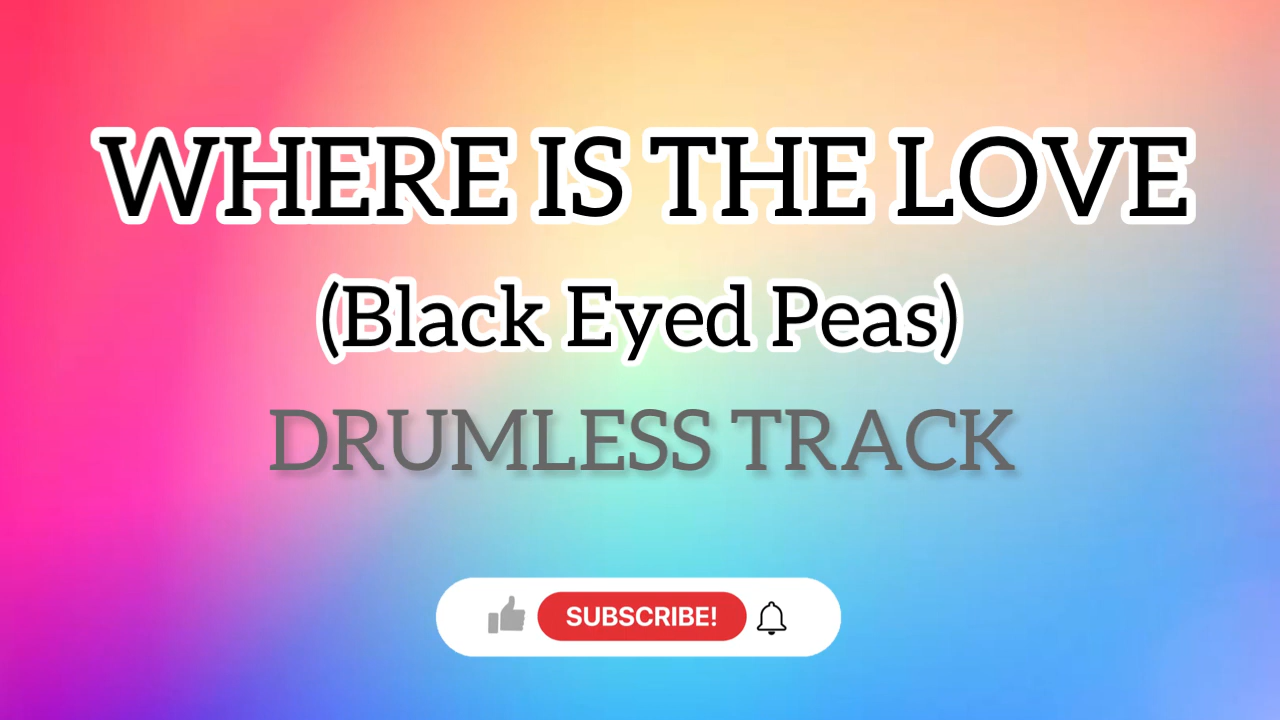 WHERE IS THE LOVE
(Black Eyed Peas)
DRUMLESS TRACK
SUBSCRIBE!